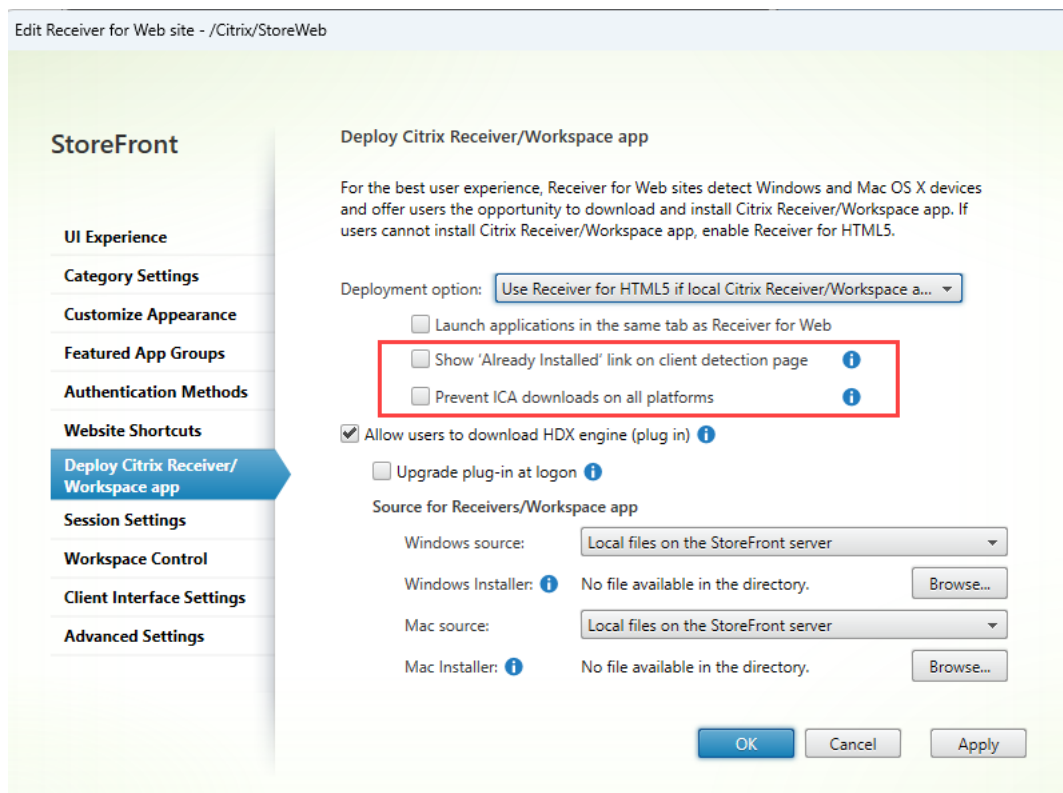 Edit Receiver for Web site - /Citrix/StoreWeb
StoreFront
UI Experience
Category Settings
Customize Appearance
Featured App Groups
Authentication Methods
Website Shortcuts
Deploy Citrix Receiver/
Workspace app
Session Settings
Workspace Control
Client Interface Settings
Advanced Settings
Deploy Citrix Receiver/Workspace app
For the best user experience, Receiver for Web sites detect Windows and Mac OS X devices
and offer users the opportunity to download and install Citrix Receiver/Workspace app. If
users cannot install Citrix Receiver/Workspace app, enable Receiver for HTML5.
Deployment option: Use Receiver for HTML5 if local Citrix Receiver/Workspace a...
Launch applications in the same tab as Receiver for Web
Show ‘Already Installed’ link on client detection page
Prevent ICA downloads on all platforms
Allow users to download HDX engine (plug in)
Upgrade plug-in at logon
Source for Receivers/Workspace app
Windows source: Local files on the StoreFront server
Windows Installer: No file available in the directory. Browse...
Mac source: Local files on the StoreFront server
Mac Installer: No file available in the directory. Browse...
OK Cancel Apply